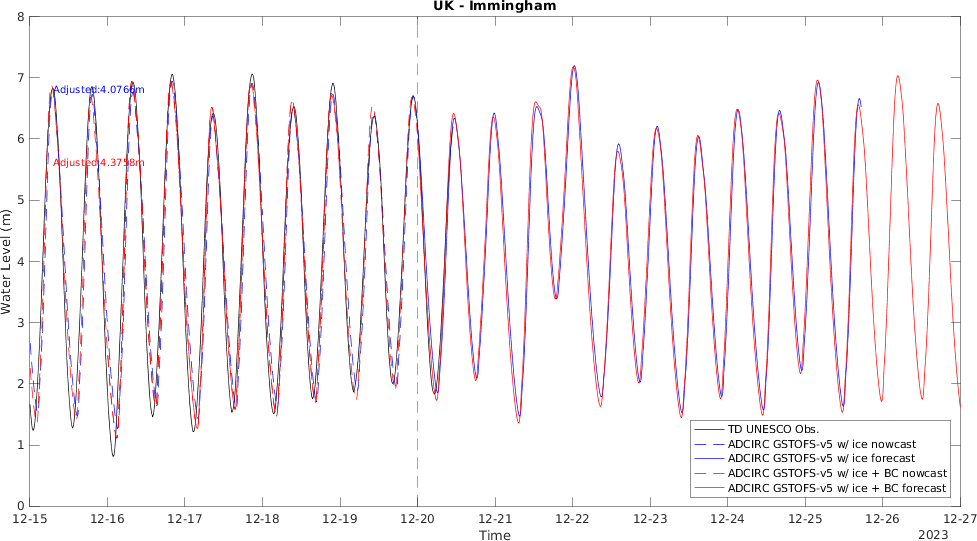 UK - Immingham
8
7
6
5
4
3
2
1
0
Water Level (m)
Adjusted:4.0766m
Adjusted:4.3758m
TD UNESCO Obs.
ADCIRC GSTOFS-v5 w/ ice nowcast
ADCIRC GSTOFS-v5 w/ ice forecast
ADCIRC GSTOFS-v5 w/ ice + BC nowcast
ADCIRC GSTOFS-v5 w/ ice + BC forecast
12-15 12-16 12-17 12-18 12-19 12-20 12-21 12-22 12-23 12-24 12-25 12-26 12-27
Time
2023